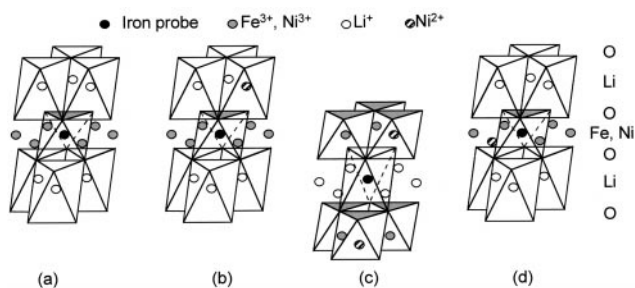 Iron probe Fe3+, Ni3+ Li+ Ni2+
O
Li
O
Fe, Ni
O
Li
O
(a) (b) (c) (d)